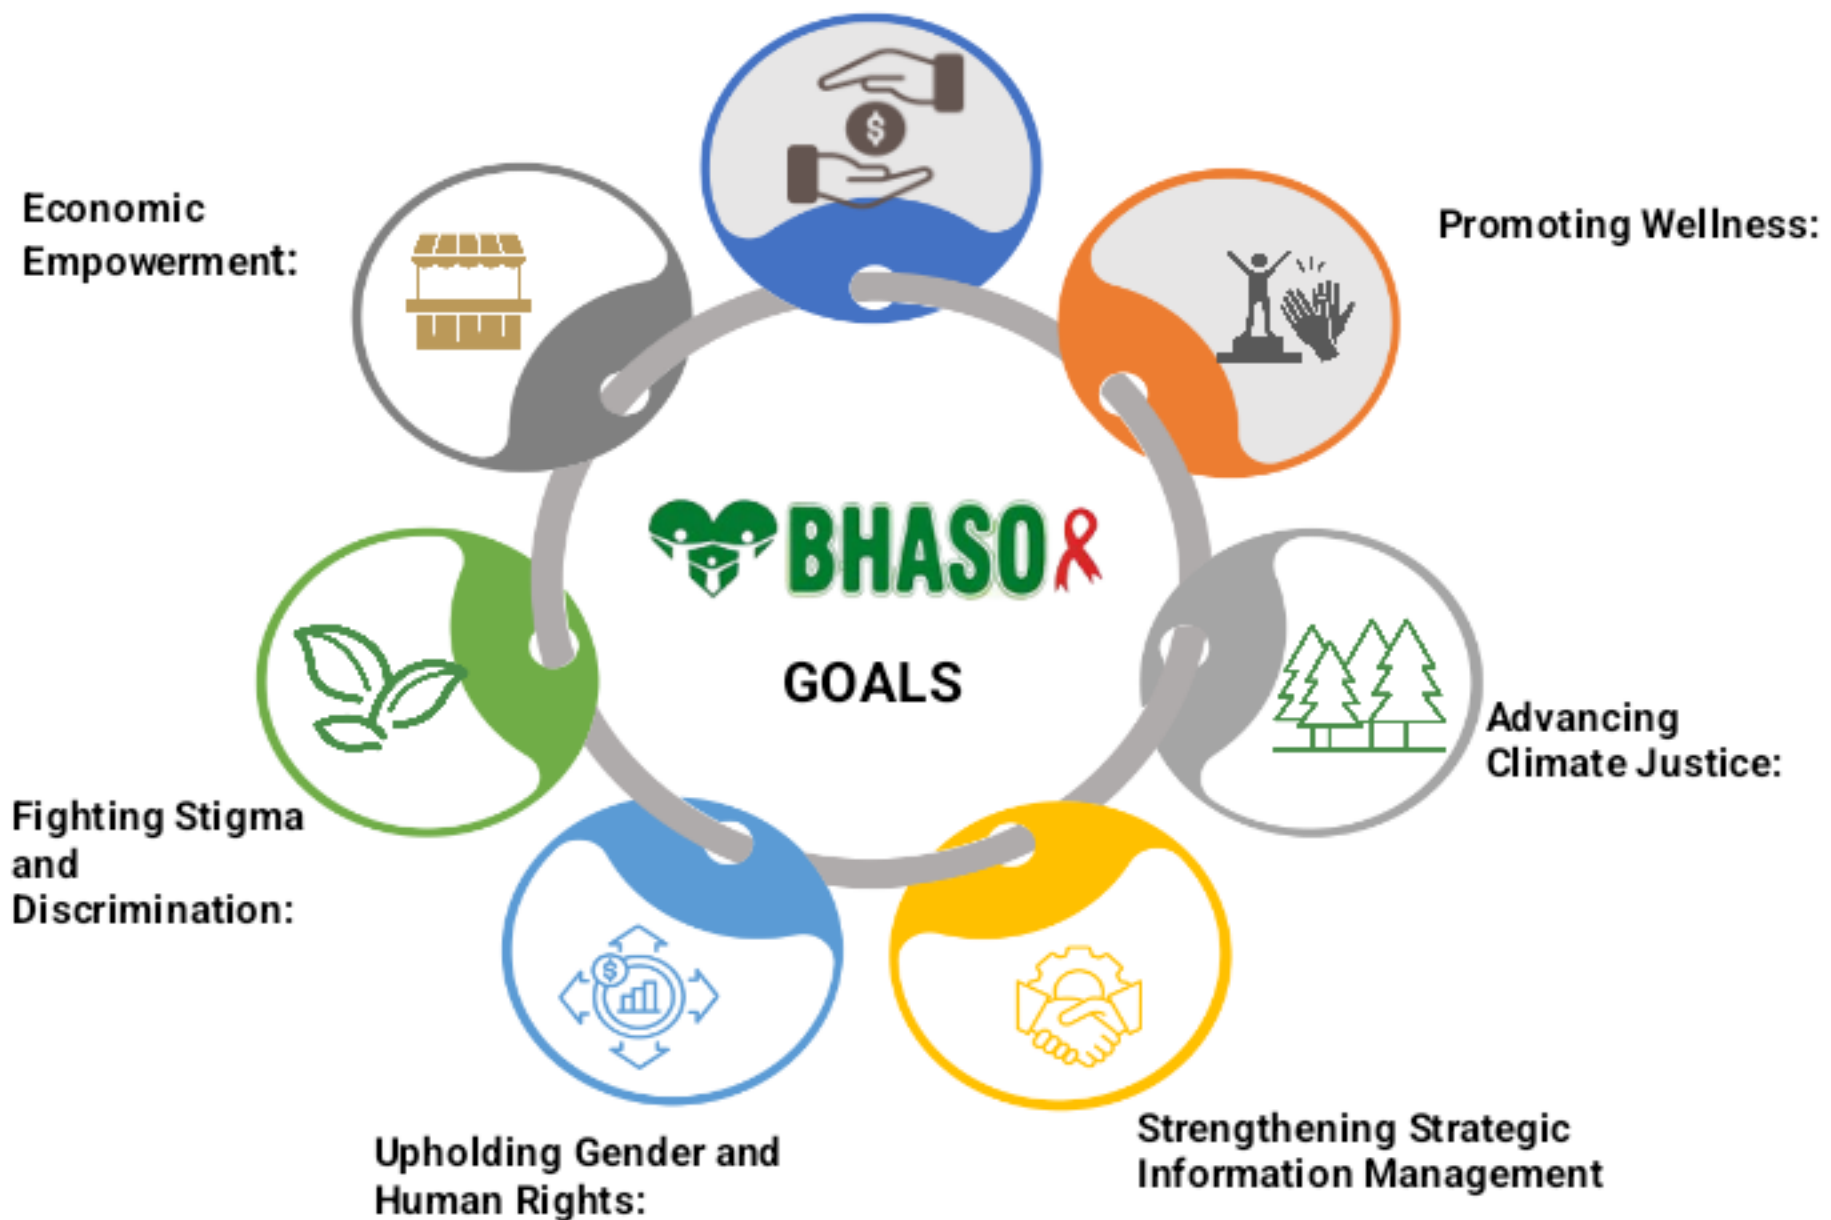 $
Economic
Empowerment:
Promoting Wellness:
BHASO
GOALS
Advancing
Climate Justice:
Fighting Stigma
and
Discrimination:
$
Upholding Gender and
Human Rights:
Strengthening Strategic
Information Management